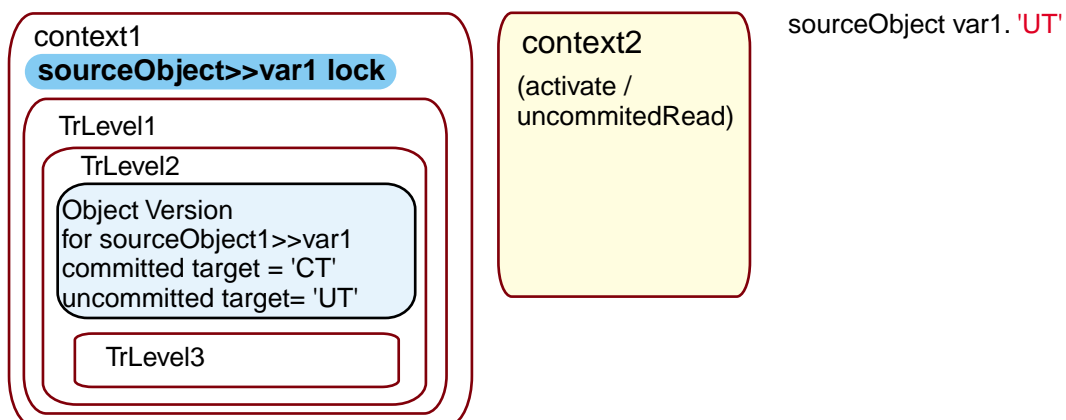 context1
sourceObject>>var1 lock
TrLevel1
TrLevel2
Object Version
for sourceObject1>>var1
committed target = 'CT'
uncommitted target= 'UT'
TrLevel3
context2
(activate /
uncommitedRead)
sourceObject var1. 'UT'